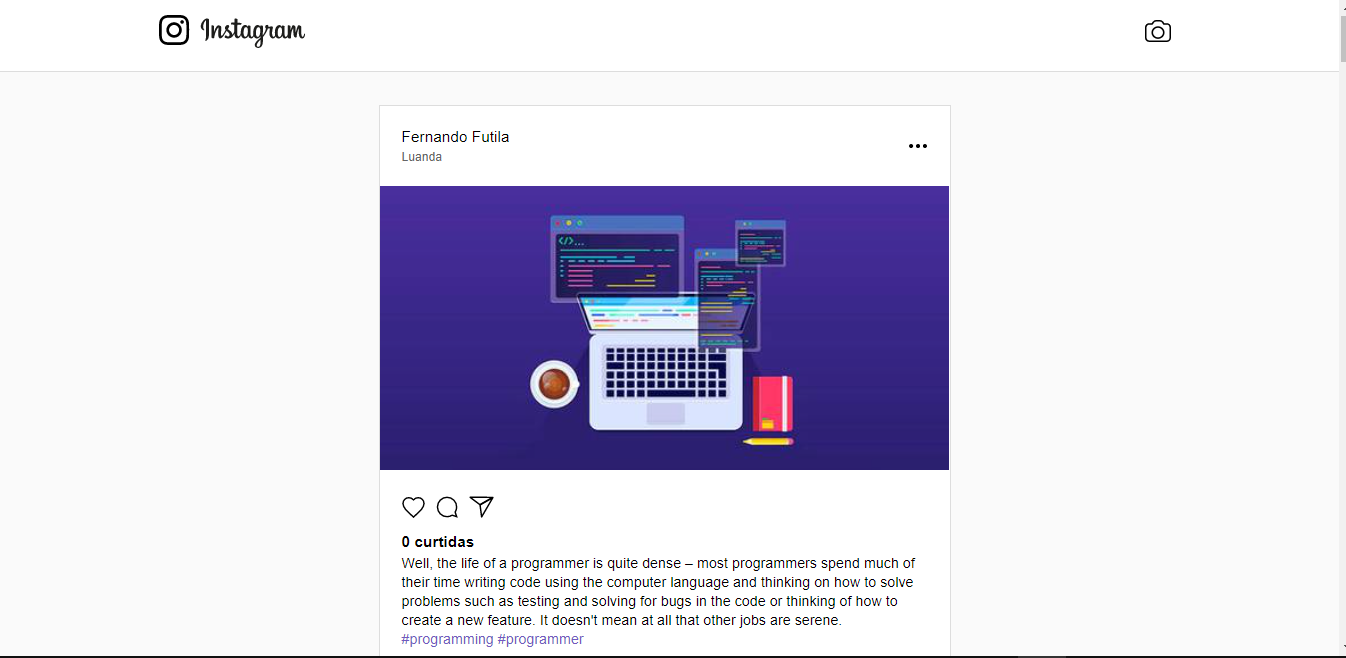 Instagram
Fernando Futila
Luanda
</>...
0 curtidas
Well, the life of a programmer is quite dense – most programmers spend much of
their time writing code using the computer language and thinking on how to solve
problems such as testing and solving for bugs in the code or thinking of how to
create a new feature. It doesn't mean at all that other jobs are serene.
#programming #programmer